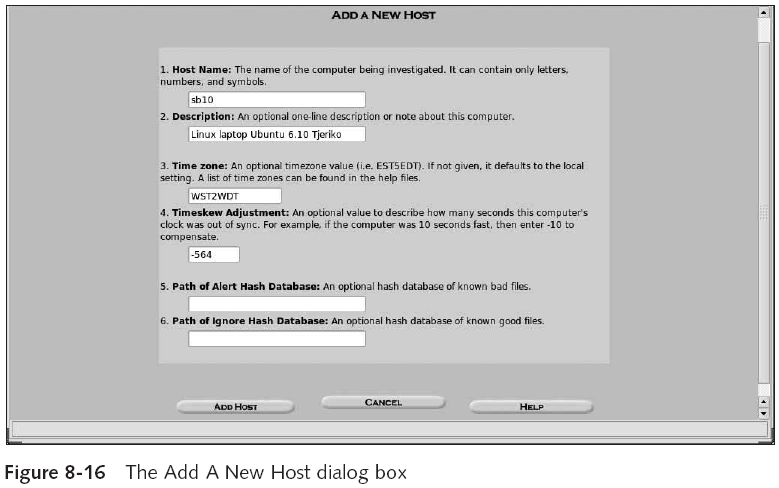 ADD A NEW HOST
1. Host Name: The name of the computer being investigated. It can contain only letters,
numbers, and symbols.
sb10
2. Description: An optional one-line description or note about this computer.
Linux laptop Ubuntu 6.10 Tjeriko
3. Time zone: An optional timezone value (i.e. EST5EDT). If not given, it defaults to the local
setting. A list of time zones can be found in the help files.
WST2WDT
4. Timeskew Adjustment: An optional value to describe how many seconds this computer's
clock was out of sync. For example, if the computer was 10 seconds fast, then enter -10 to
compensate.
-564
5. Path of Alert Hash Database: An optional hash database of known bad files.
6. Path of Ignore Hash Database: An optional hash database of known good files.
ADD HOST
CANCEL
HELP
Figure 8-16 The Add A New Host dialog box